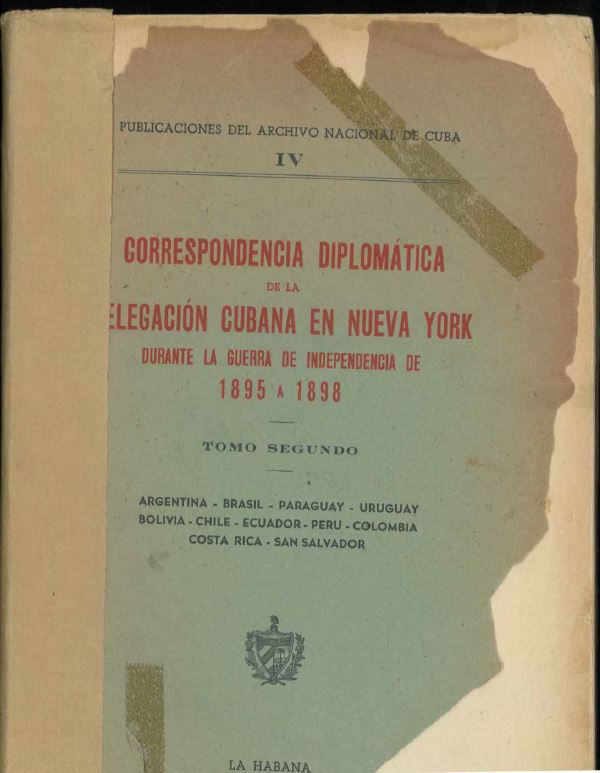 PUBLICACIONES DEL ARCHIVO NACIONAL DE CUBA
IV
CORRESPONDENCIA DIPLOMÁTICA
DE LA
ELEGACIÓN CUBANA EN NUEVA YORK
DURANTE LA GUERRA DE INDEPENDENCIA DE
1895 A 1898
TOMO SEGUNDO
ARGENTINA - BRASIL - PARAGUAY - URUGUAY
BOLIVIA - CHILE - ECUADOR - PERU - COLOMBIA
COSTA RICA - SAN SALVADOR
LA HABANA